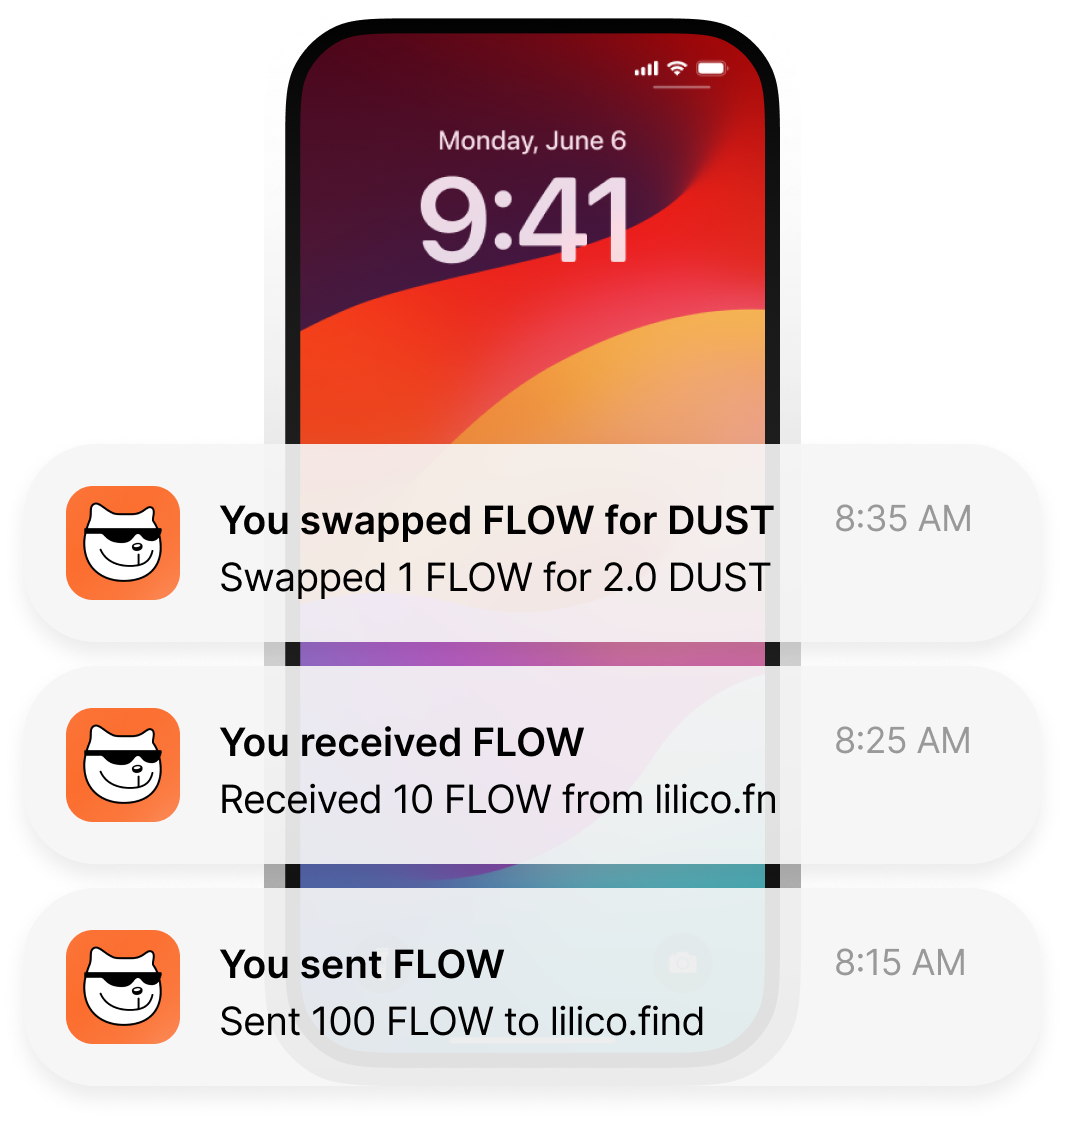 Monday, June 6
9:41
You swapped FLOW for DUST
8:35 AM
Swapped 1 FLOW for 2.0 DUST
You received FLOW
8:25 AM
Received 10 FLOW from lilico.fn
You sent FLOW
8:15 AM
Sent 100 FLOW to lilico.find